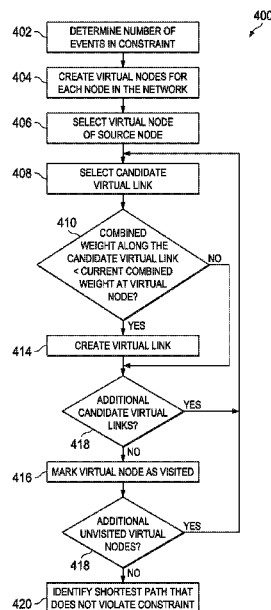 400
402
DETERMINE NUMBER OF
EVENTS IN CONSTRAINT
404
CREATE VIRTUAL NODES FOR
EACH NODE IN THE NETWORK
406
SELECT VIRTUAL NODE
OF SOURCE NODE
408
SELECT CANDIDATE
VIRTUAL LINK
410
COMBINED
WEIGHT ALONG THE
CANDIDATE VIRTUAL LINK
< CURRENT COMBINED
WEIGHT AT VIRTUAL
NODE?
NO
YES
414
CREATE VIRTUAL LINK
ADDITIONAL
CANDIDATE VIRTUAL
LINKS?
YES
418
NO
416
MARK VIRTUAL NODE AS VISITED
ADDITIONAL
UNVISITED VIRTUAL
NODES?
YES
418
NO
420
IDENTIFY SHORTEST PATH THAT
DOES NOT VIOLATE CONSTRAINT